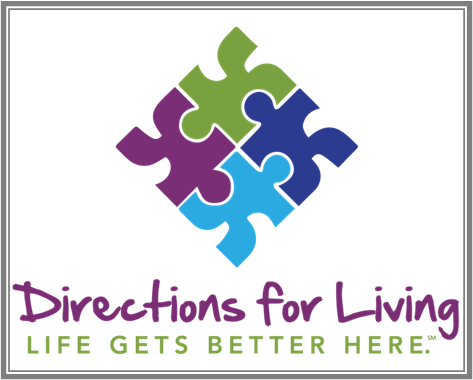 Directions for Living
LIFE GETS BETTER HERE.℠